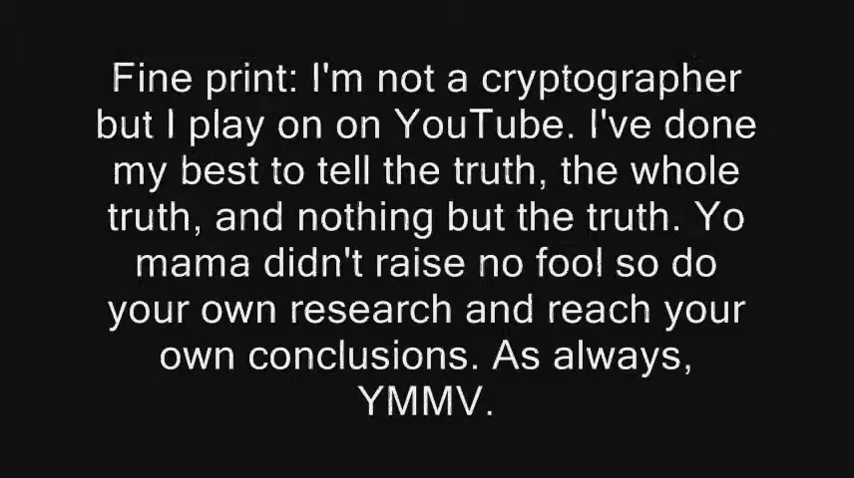 Fine print: I'm not a cryptographer
but I play on on YouTube. I've done
my best to tell the truth, the whole
truth, and nothing but the truth. Yo
mama didn't raise no fool so do
your own research and reach your
own conclusions. As always,
YMMV.